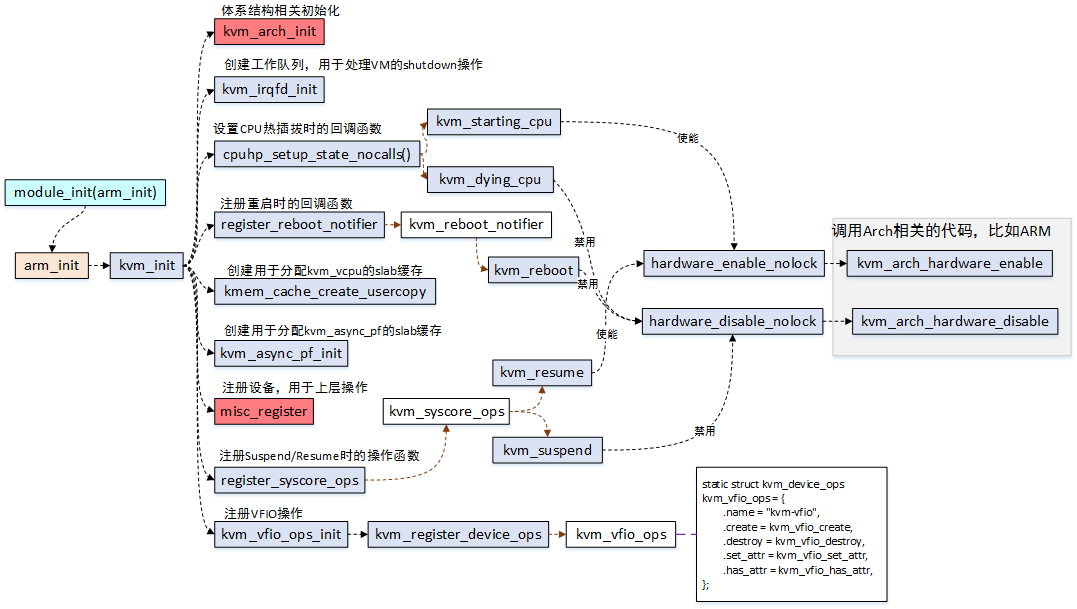 体系结构相关初始化
kvm_arch_init
创建工作队列，用于处理VM的shutdown操作
kvm_irqfd_init
设置CPU热插拔时的回调函数
cpuhp_setup_state_nocalls()
kvm_starting_cpu
kvm_dying_cpu
使能
module_init(arm_init)
arm_init
kvm_init
注册重启时的回调函数
register_reboot_notifier
kvm_reboot_notifier
kvm_reboot
禁用
禁用
创建用于分配kvm_vcpu的slab缓存
kmem_cache_create_usercopy
调用Arch相关的代码，比如ARM
hardware_enable_nolock
kvm_arch_hardware_enable
hardware_disable_nolock
kvm_arch_hardware_disable
创建用于分配kvm_async_pf的slab缓存
kvm_async_pf_init
使能
注册设备，用于上层操作
misc_register
kvm_resume
kvm_syscore_ops
kvm_suspend
禁用
注册Suspend/Resume时的操作函数
register_syscore_ops
注册VFIO操作
kvm_vfio_ops_init
kvm_register_device_ops
kvm_vfio_ops
static struct kvm_device_ops
kvm_vfio_ops = {
.name = "kvm-vfio",
.create = kvm_vfio_create,
.destroy = kvm_vfio_destroy,
.set_attr = kvm_vfio_set_attr,
.has_attr = kvm_vfio_has_attr,
};